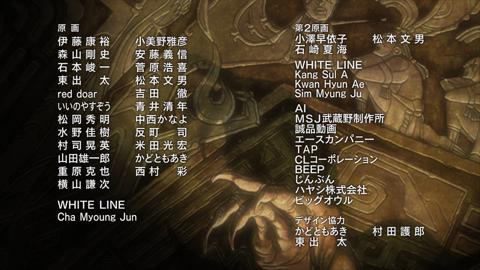 原画
伊藤康裕 小美野雅彦
森山剛史 安藤義信
石本峻一 菅原浩喜
東出 太 松本文男
red doar 吉田 徹
いいのやすぞう 青井清年
松岡秀明 中西かなよ
水野佳樹 反町 司
村司晃英 米田光宏
山田雄一郎 かどともあき
重原克也 西村 彩
横山謙次
WHITE LINE
Cha Myoung Jun
第2原画
小澤早依子 松本文男
石崎夏海
WHITE LINE
Kang Sul A
Kwan Hyun Ae
Sim Myung Ju
AI
MSJ武蔵野制作所
誠品動画
エースカンパニー
TAP
CLコーポレーション
BEEP
じんぷん
ハヤシ株式会社
ビッグオウル
デザイン協力
かどともあき 村田護郎
東出 太